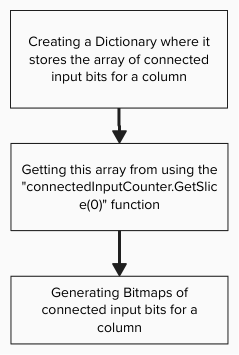 Creating a Dictionary where it
stores the array of connected
input bits for a column
Getting this array from using the
"connectedInputCounter.GetSlic
e(0)" function
Generating Bitmaps of
connected input bits for a
column